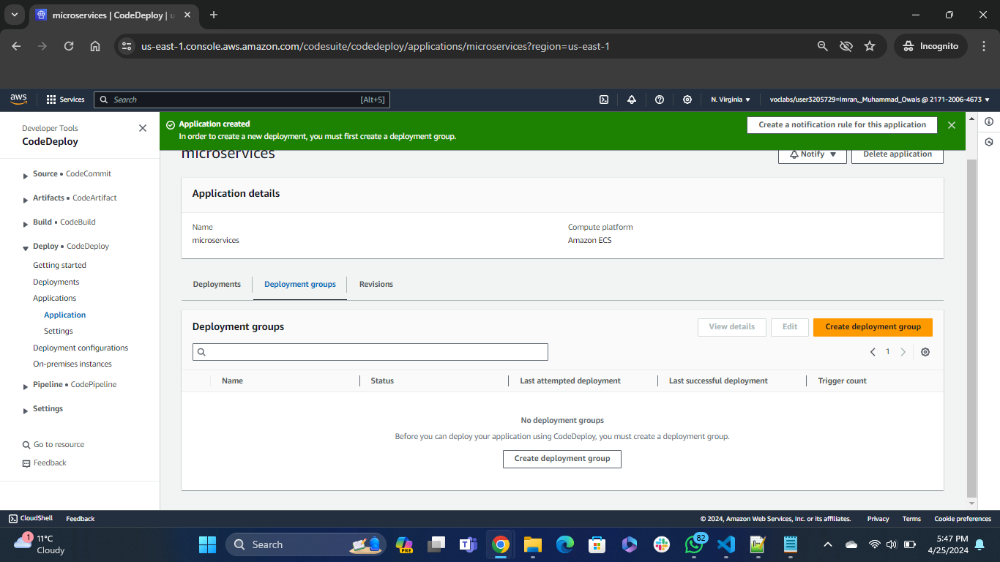 microservices | CodeDeploy | u
us-east-1.console.aws.amazon.com/codesuite/codedeploy/applications/microservices?region=us-east-1
Incognito
aws
Services
Search
[Alt+S]
N. Virginia
voclabs/user3205729=Imran,_Muhammad_Owais @ 2171-2006-4673
Developer Tools
CodeDeploy
Source • CodeCommit
Artifacts • CodeArtifact
Build • CodeBuild
Deploy • CodeDeploy
Getting started
Deployments
Applications
Application
Settings
Deployment configurations
On-premises instances
Pipeline • CodePipeline
Settings
Go to resource
Feedback
Application created
In order to create a new deployment, you must first create a deployment group.
Create a notification rule for this application
microservices
Notify
Delete application
Application details
Name
microservices
Compute platform
Amazon ECS
Deployments
Deployment groups
Revisions
Deployment groups
View details
Edit
Create deployment group
1
Name
Status
Last attempted deployment
Last successful deployment
Trigger count
No deployment groups
Before you can deploy your application using CodeDeploy, you must create a deployment group.
Create deployment group
CloudShell
Feedback
© 2024, Amazon Web Services, Inc. or its affiliates.
Privacy
Terms
Cookie preferences
1
11°C
Cloudy
Search
PRE
82
5:47 PM
4/25/2024